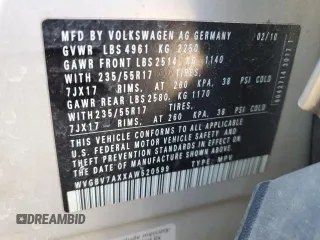 MFD BY VOLKSWAGEN AG GERMANY 02/10
GVWR LBS 4961 KG 2250
GAWR FRONT LBS 2514 KG 1140
WITH 235/55R17 TIRES,
7JX17 RIMS, AT 260 KPA, 38 PSI COLD
GAWR REAR LBS 2580, KG 1170
WITH 235/55R17 TIRES,
7JX17 RIMS, AT 260 KPA, 38 PSI COLD
THIS VEHICLE CONFORMS TO ALL APPLICABLE
U.S. FEDERAL MOTOR VEHICLE SAFETY AND
THEFT PREVENTION STANDARDS IN EFFECT ON THE
DATE OF MANUFACTURE SHOWN ABOVE
TYPE: MPV
DREAMBID